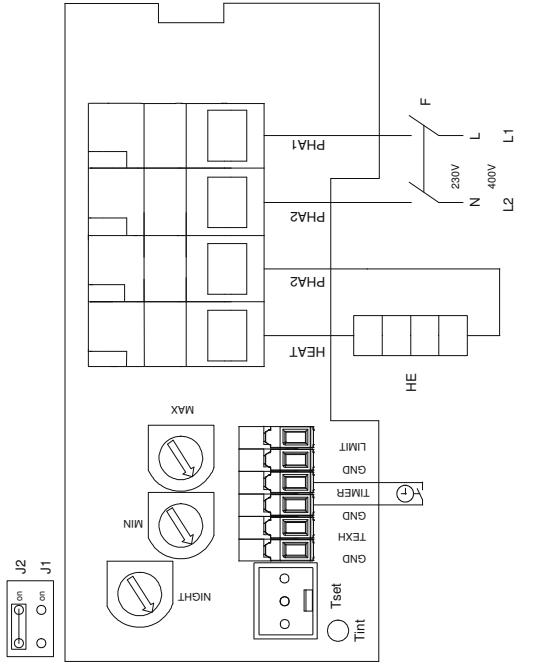 F
PHA1
L
L1
230V
400V
PHA2
N
L2
PHA2
HEAT
HE
MAX
LIMIT
GND
TIMER
GND
TEXH
GND
MIN
NIGHT
J2
on
J1
on
Tset
Tint